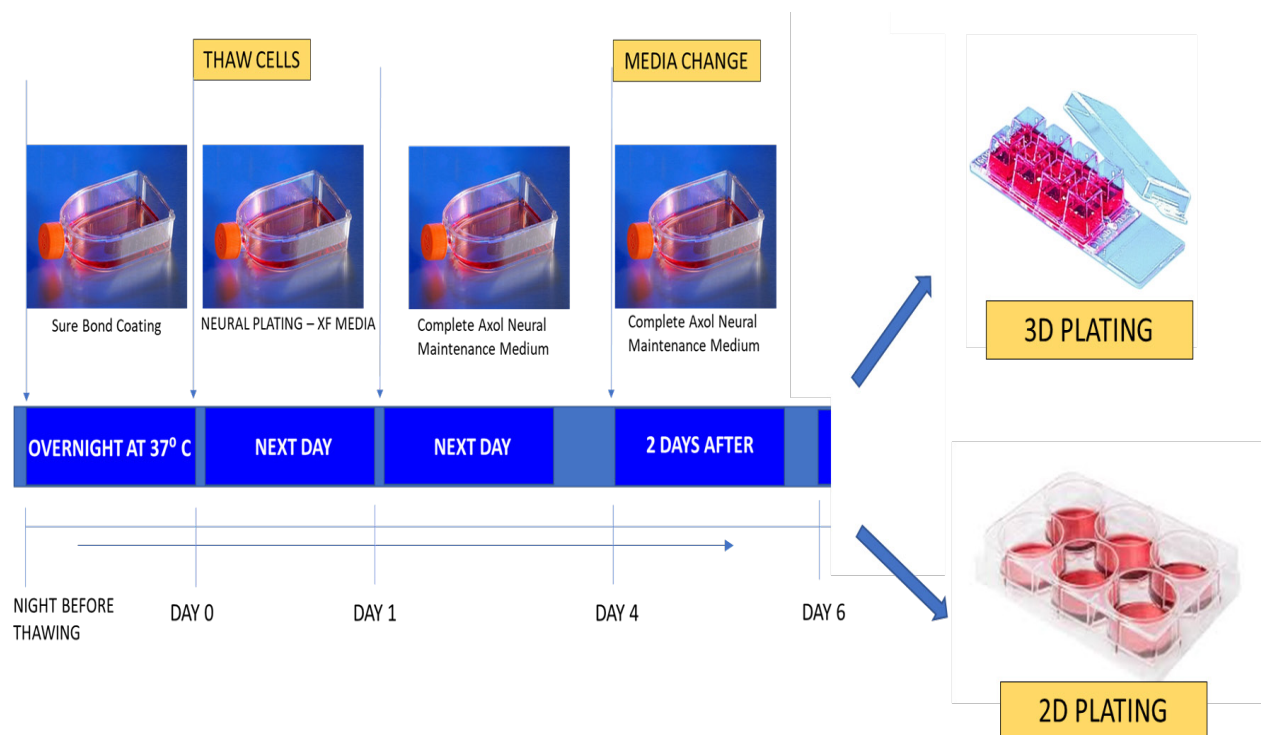 THAW CELLS
MEDIA CHANGE
Sure Bond Coating
NEURAL PLATING – XF MEDIA
Complete Axol Neural
Maintenance Medium
Complete Axol Neural
Maintenance Medium
3D PLATING
OVERNIGHT AT 37⁰ C
NEXT DAY
NEXT DAY
2 DAYS AFTER
NIGHT BEFORE
THAWING
DAY 0
DAY 1
DAY 4
DAY 6
2D PLATING